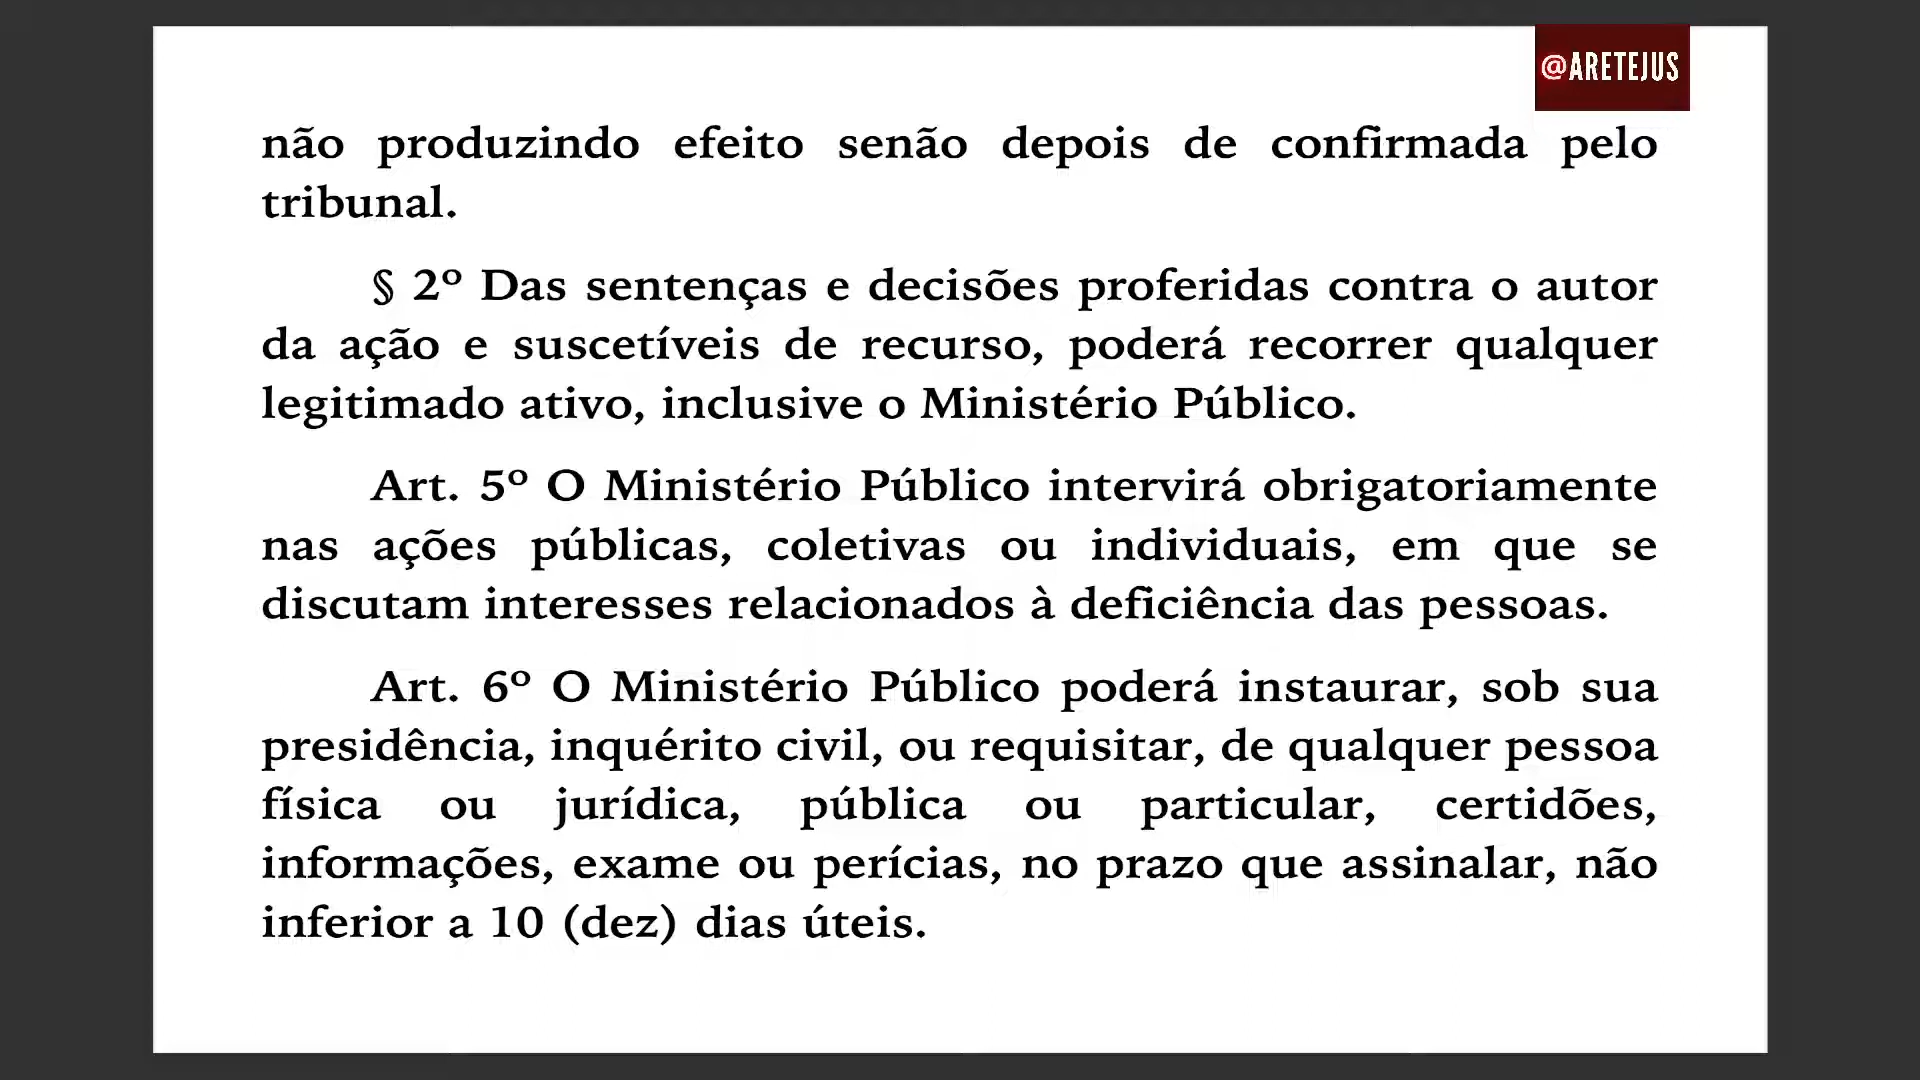 @ARETEJUS
não produzindo efeito senão depois de confirmada pelo
tribunal.
§ 2º Das sentenças e decisões proferidas contra o autor
da ação e suscetíveis de recurso, poderá recorrer qualquer
legitimado ativo, inclusive o Ministério Público.
Art. 5º O Ministério Público intervirá obrigatoriamente
nas ações públicas, coletivas ou individuais, em que se
discutam interesses relacionados à deficiência das pessoas.
Art. 6º O Ministério Público poderá instaurar, sob sua
presidência, inquérito civil, ou requisitar, de qualquer pessoa
física ou jurídica, pública ou particular, certidões,
informações, exame ou perícias, no prazo que assinalar, não
inferior a 10 (dez) dias úteis.